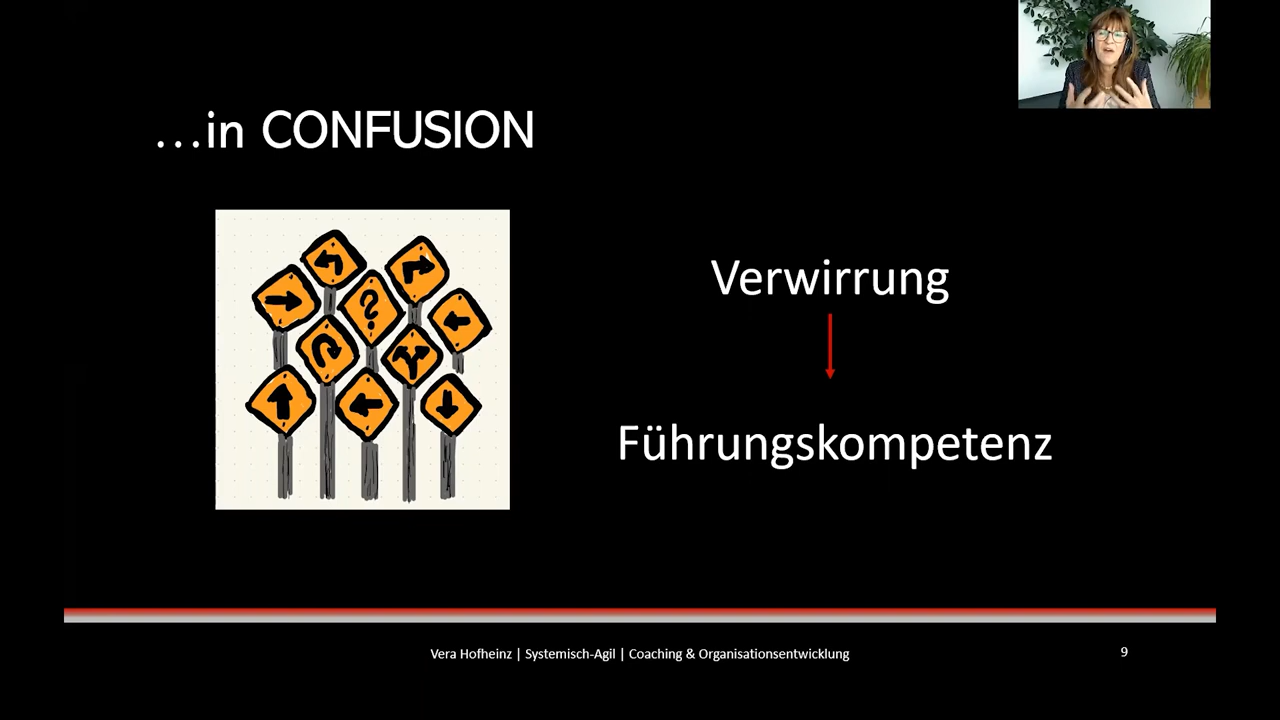 …in CONFUSION
?
Verwirrung
Führungskompetenz
Vera Hofheinz | Systemisch-Agil | Coaching & Organisationsentwicklung
9